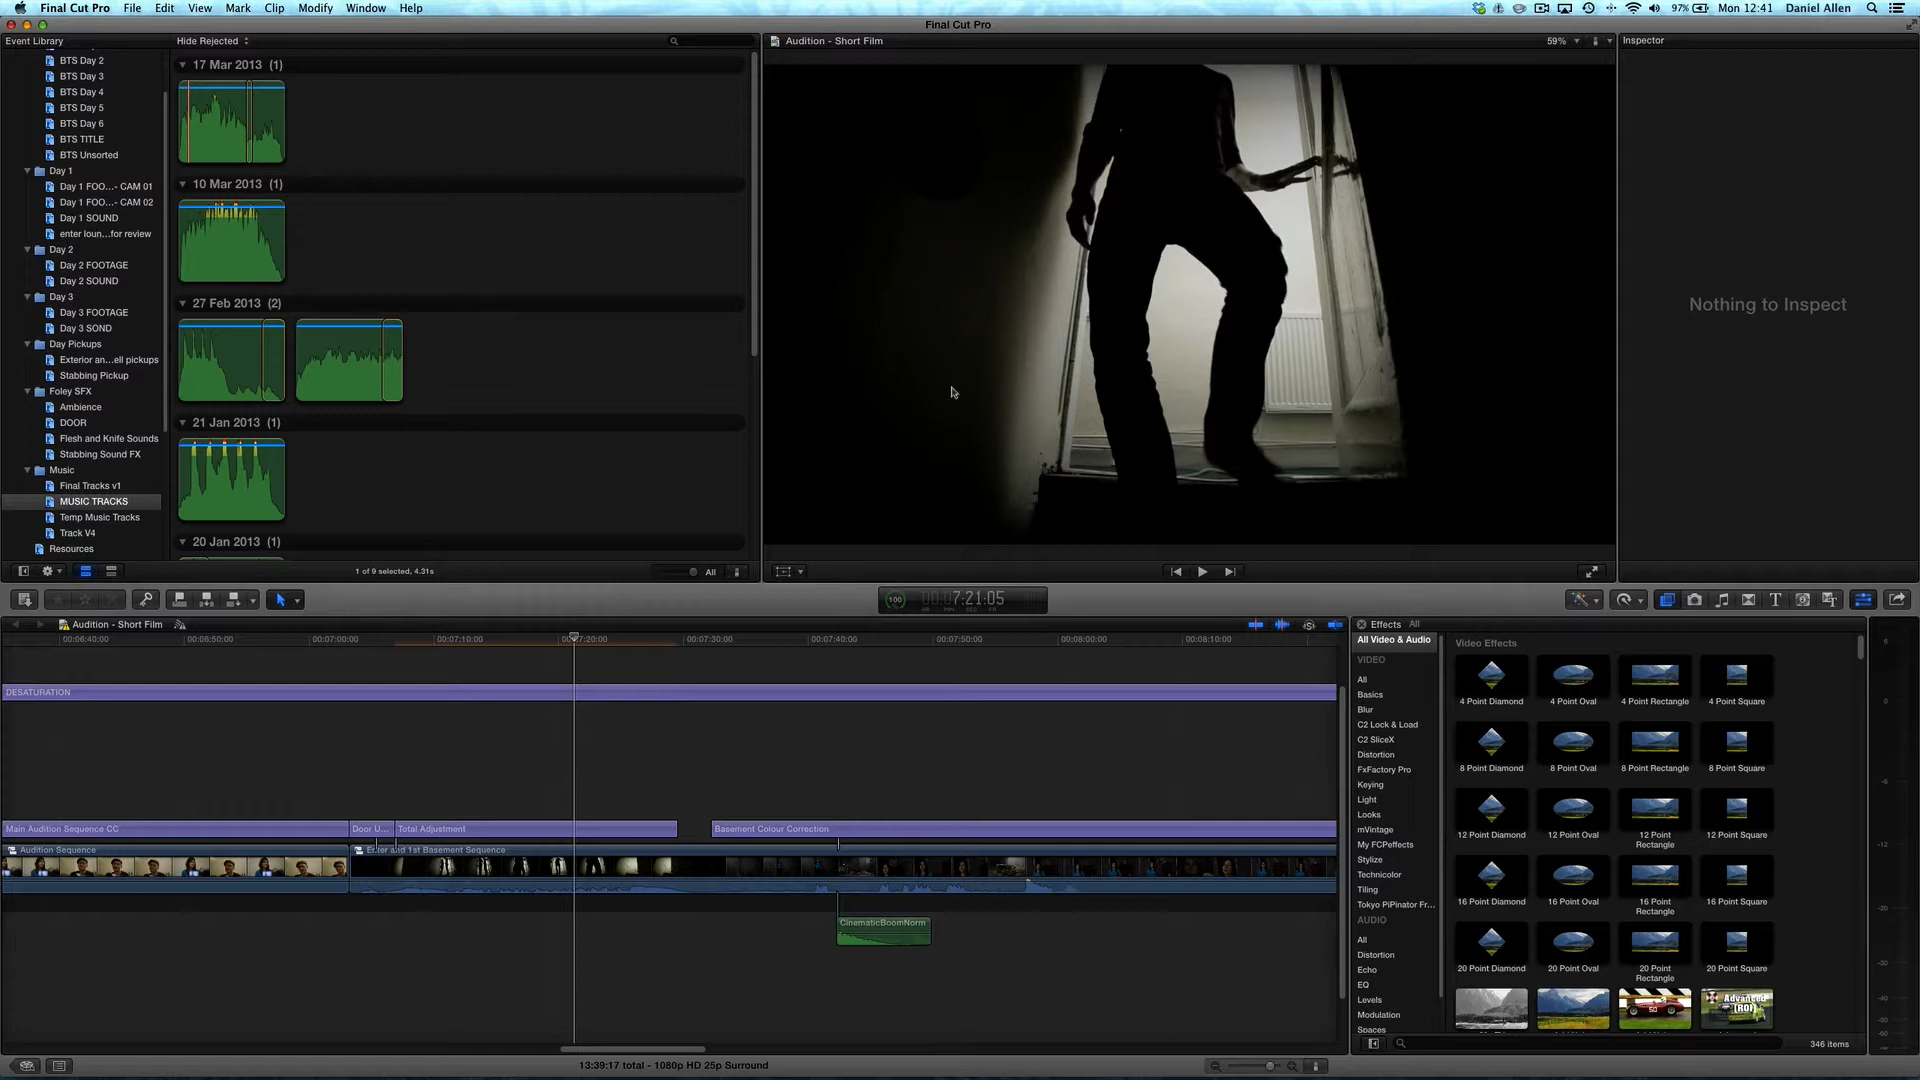 Final Cut Pro File Edit View Mark Clip Modify Window Help
97% Mon 12:41 Daniel Allen
Final Cut Pro
Event Library
Hide Rejected
Audition - Short Film
59%
Inspector
BTS Day 2
BTS Day 3
BTS Day 4
BTS Day 5
BTS Day 6
BTS TITLE
BTS Unsorted
Day 1
Day 1 FOO...- CAM 01
Day 1 FOO...- CAM 02
Day 1 SOUND
enter loun...for review
Day 2
Day 2 FOOTAGE
Day 2 SOUND
Day 3
Day 3 FOOTAGE
Day 3 SOND
Day Pickups
Exterior an...ell pickups
Stabbing Pickup
Foley SFX
Ambience
DOOR
Flesh and Knife Sounds
Stabbing Sound FX
Music
Final Tracks v1
MUSIC TRACKS
Temp Music Tracks
Track V4
Resources
17 Mar 2013 (1)
10 Mar 2013 (1)
27 Feb 2013 (2)
21 Jan 2013 (1)
20 Jan 2013 (1)
1 of 9 selected, 4.31s
All
Nothing to Inspect
100
7:21:05
Audition - Short Film
00:06:40:00
00:06:50:00
00:07:00:00
00:07:10:00
00:07:20:00
00:07:30:00
00:07:40:00
00:07:50:00
00:08:00:00
00:08:10:00
DESATURATION
Main Audition Sequence CC
Door U...
Total Adjustment
Basement Colour Correction
Audition Sequence
Enter and 1st Basement Sequence
CinematicBoomNorm
13:39:17 total - 1080p HD 25p Surround
Effects All
All Video & Audio
VIDEO
All
Basics
Blur
C2 Lock & Load
C2 SliceX
Distortion
FxFactory Pro
Keying
Light
Looks
mVintage
My FCPeffects
Stylize
Technicolor
Tiling
Tokyo PiPinator Fr...
AUDIO
All
Distortion
Echo
EQ
Levels
Modulation
Spaces
Video Effects
4 Point Diamond
4 Point Oval
4 Point Rectangle
4 Point Square
8 Point Diamond
8 Point Oval
8 Point Rectangle
8 Point Square
12 Point Diamond
12 Point Oval
12 Point
Rectangle
12 Point Square
16 Point Diamond
16 Point Oval
16 Point
Rectangle
16 Point Square
20 Point Diamond
20 Point Oval
20 Point
Rectangle
20 Point Square
50
Advanced
(ROI)
346 items
6
0
-6
-12
-20
-30
-40
-50